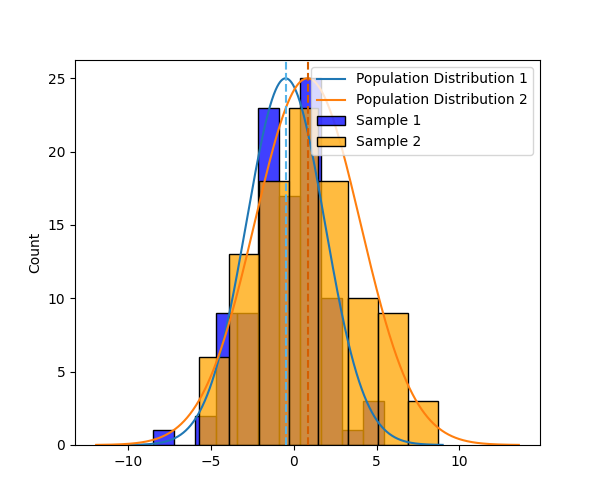 Population Distribution 1
Population Distribution 2
Sample 1
Sample 2
Count
25
20
15
10
5
0
−10
−5
0
5
10